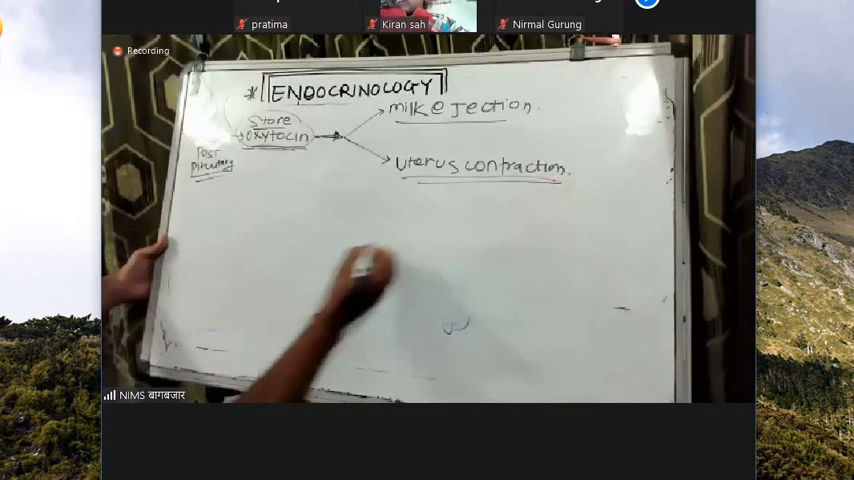 pratima
Kiran sah
Nirmal Gurung
Recording
* ENDOCRINOLOGY
milk ejection.
Store
oxytocin
Post
Pituitary
Uterus contraction.
NIMS बागबजार